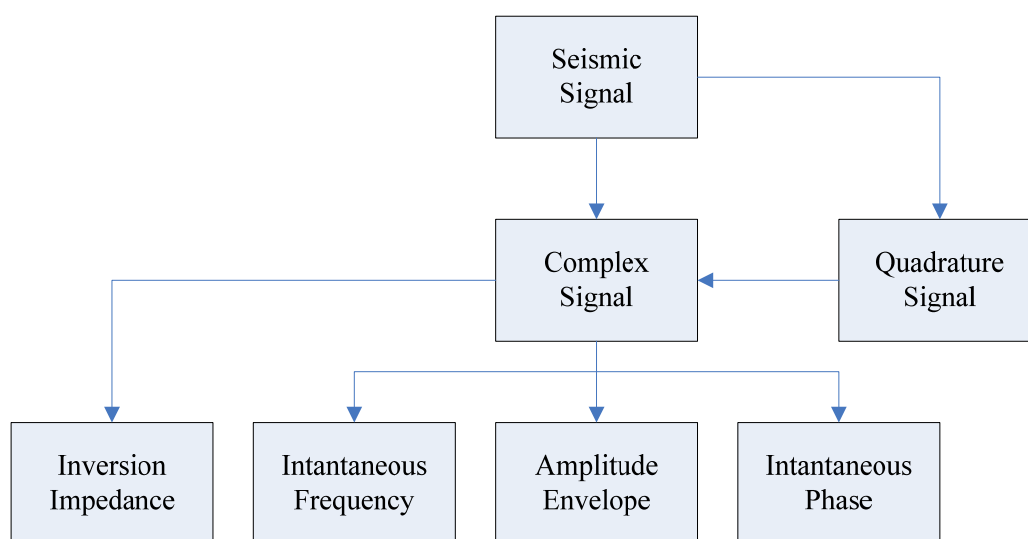 Seismic
Signal
Complex
Signal
Quadrature
Signal
Inversion
Impedance
Intantaneous
Frequency
Amplitude
Envelope
Intantaneous
Phase